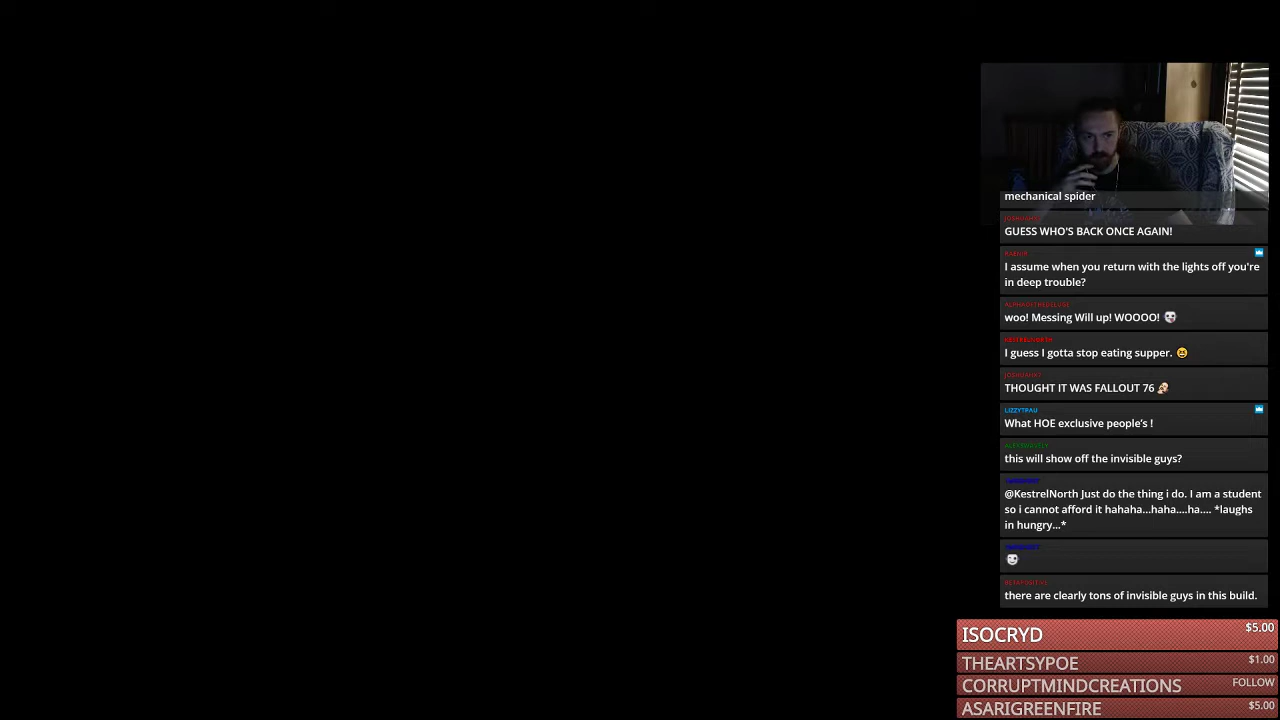 mechanical spider
GUESS WHO'S BACK ONCE AGAIN!
I assume when you return with the lights off you're
in deep trouble?
ALPHAOFTHEDELUGE
woo! Messing Will up! WOOOO!
KESTRELNORTH
I guess I gotta stop eating supper.
THOUGHT IT WAS FALLOUT 76
LIZZYTRAU
What HOE exclusive people's !
this will show off the invisible guys?
@KestrelNorth Just do the thing i do. I am a student
so i cannot afford it hahaha...haha....ha.... *laughs
in hungry...*
there are clearly tons of invisible guys in this build.
ISOCRYD $5.00
THEARTSYPOE $1.00
CORRUPTMINDCREATIONS FOLLOW
ASARIGREENFIRE $5.00